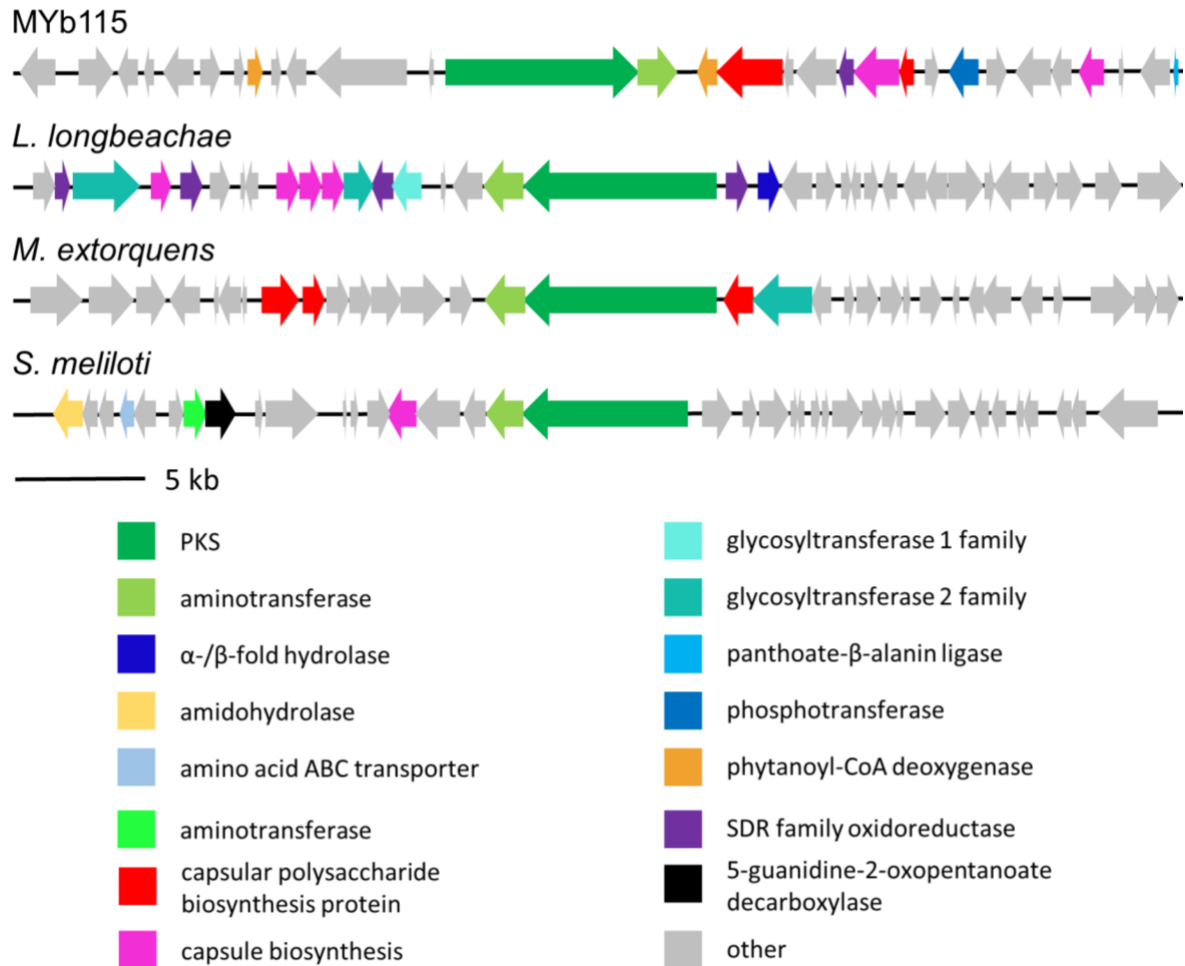 MYb115
L. longbeachae
M. extorquens
S. meliloti
5 kb
PKS
aminotransferase
α-/β-fold hydrolase
amidohydrolase
amino acid ABC transporter
aminotransferase
capsular polysaccharide
biosynthesis protein
capsule biosynthesis
glycosyltransferase 1 family
glycosyltransferase 2 family
panthoate-β-alanin ligase
phosphotransferase
phytanoyl-CoA deoxygenase
SDR family oxidoreductase
5-guanidine-2-oxopentanoate
decarboxylase
other